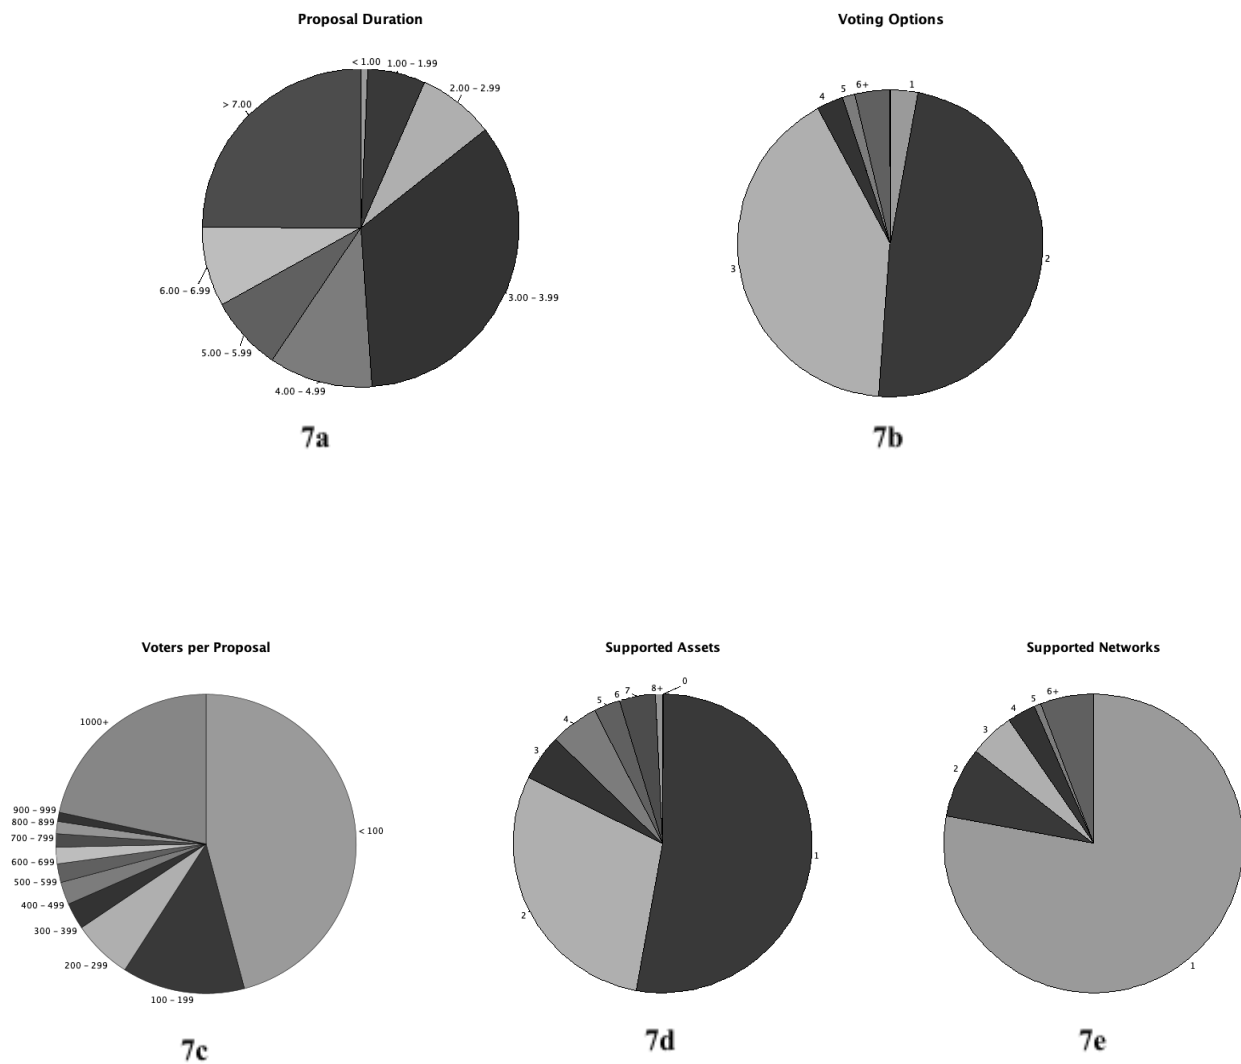 Proposal Duration
< 1.00
1.00 – 1.99
2.00 – 2.99
3.00 – 3.99
4.00 – 4.99
5.00 – 5.99
6.00 – 6.99
> 7.00
7a
Voting Options
1
2
3
4
5
6+
7b
Voters per Proposal
< 100
100 – 199
200 – 299
300 – 399
400 – 499
500 – 599
600 – 699
700 – 799
800 – 899
900 – 999
1000+
7c
Supported Assets
0
1
2
3
4
5
6
7
8+
7d
Supported Networks
1
2
3
4
5
6+
7e